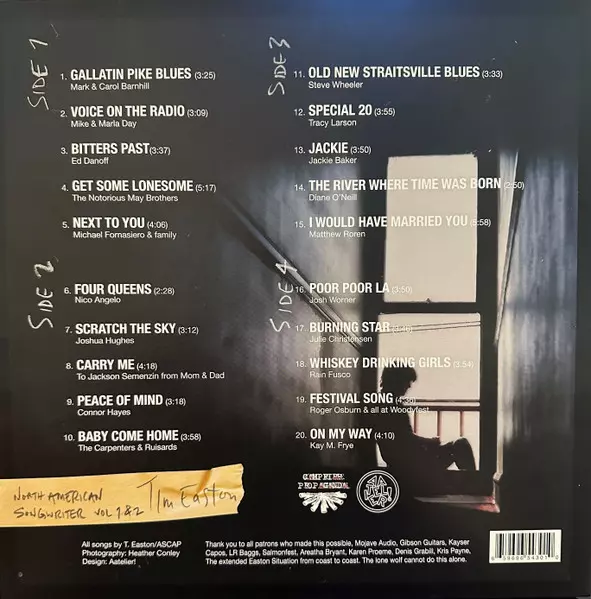 SIDE 1
1. GALLATIN PIKE BLUES (3:25)
Mark & Carol Barnhill
2. VOICE ON THE RADIO (3:09)
Mike & Marla Day
3. BITTERS PAST (3:37)
Ed Danoff
4. GET SOME LONESOME (5:17)
The Notorious May Brothers
5. NEXT TO YOU (4:06)
Michael Fornasiero & family
SIDE 2
6. FOUR QUEENS (2:28)
Nico Angelo
7. SCRATCH THE SKY (3:12)
Joshua Hughes
8. CARRY ME (4:18)
To Jackson Semenzin from Mom & Dad
9. PEACE OF MIND (3:18)
Connor Hayes
10. BABY COME HOME (3:58)
The Carpenters & Ruisards
SIDE 3
11. OLD NEW STRAITSVILLE BLUES (3:33)
Steve Wheeler
12. SPECIAL 20 (3:55)
Tracy Larson
13. JACKIE (3:50)
Jackie Baker
14. THE RIVER WHERE TIME WAS BORN (2:50)
Diane O'Neill
15. I WOULD HAVE MARRIED YOU
Matthew Roren
SIDE 4
16. POOR POOR LA (3:50)
Josh Worner
17. BURNING STAR
Julie Christensen
18. WHISKEY DRINKING GIRLS (3:54)
Rain Fusco
19. FESTIVAL SONG
Roger Osburn & all at Woodyfest
20. ON MY WAY (4:10)
Kay M. Frye
NORTH AMERICAN
SONGWRITER VOL 1 & 2
TIM EASTON
PROPAGANDA
All songs by T. Easton/ASCAP
Photography: Heather Conley
Design: Aatelier!
Thank you to all patrons who made this possible, Mojave Audio, Gibson Guitars, Kayser
Capos, LR Baggs, Salmonfest, Areatha Bryant, Karen Proeme, Denis Grabill, Kris Payne,
The extended Easton Situation from coast to coast. The lone wolf cannot do this alone.